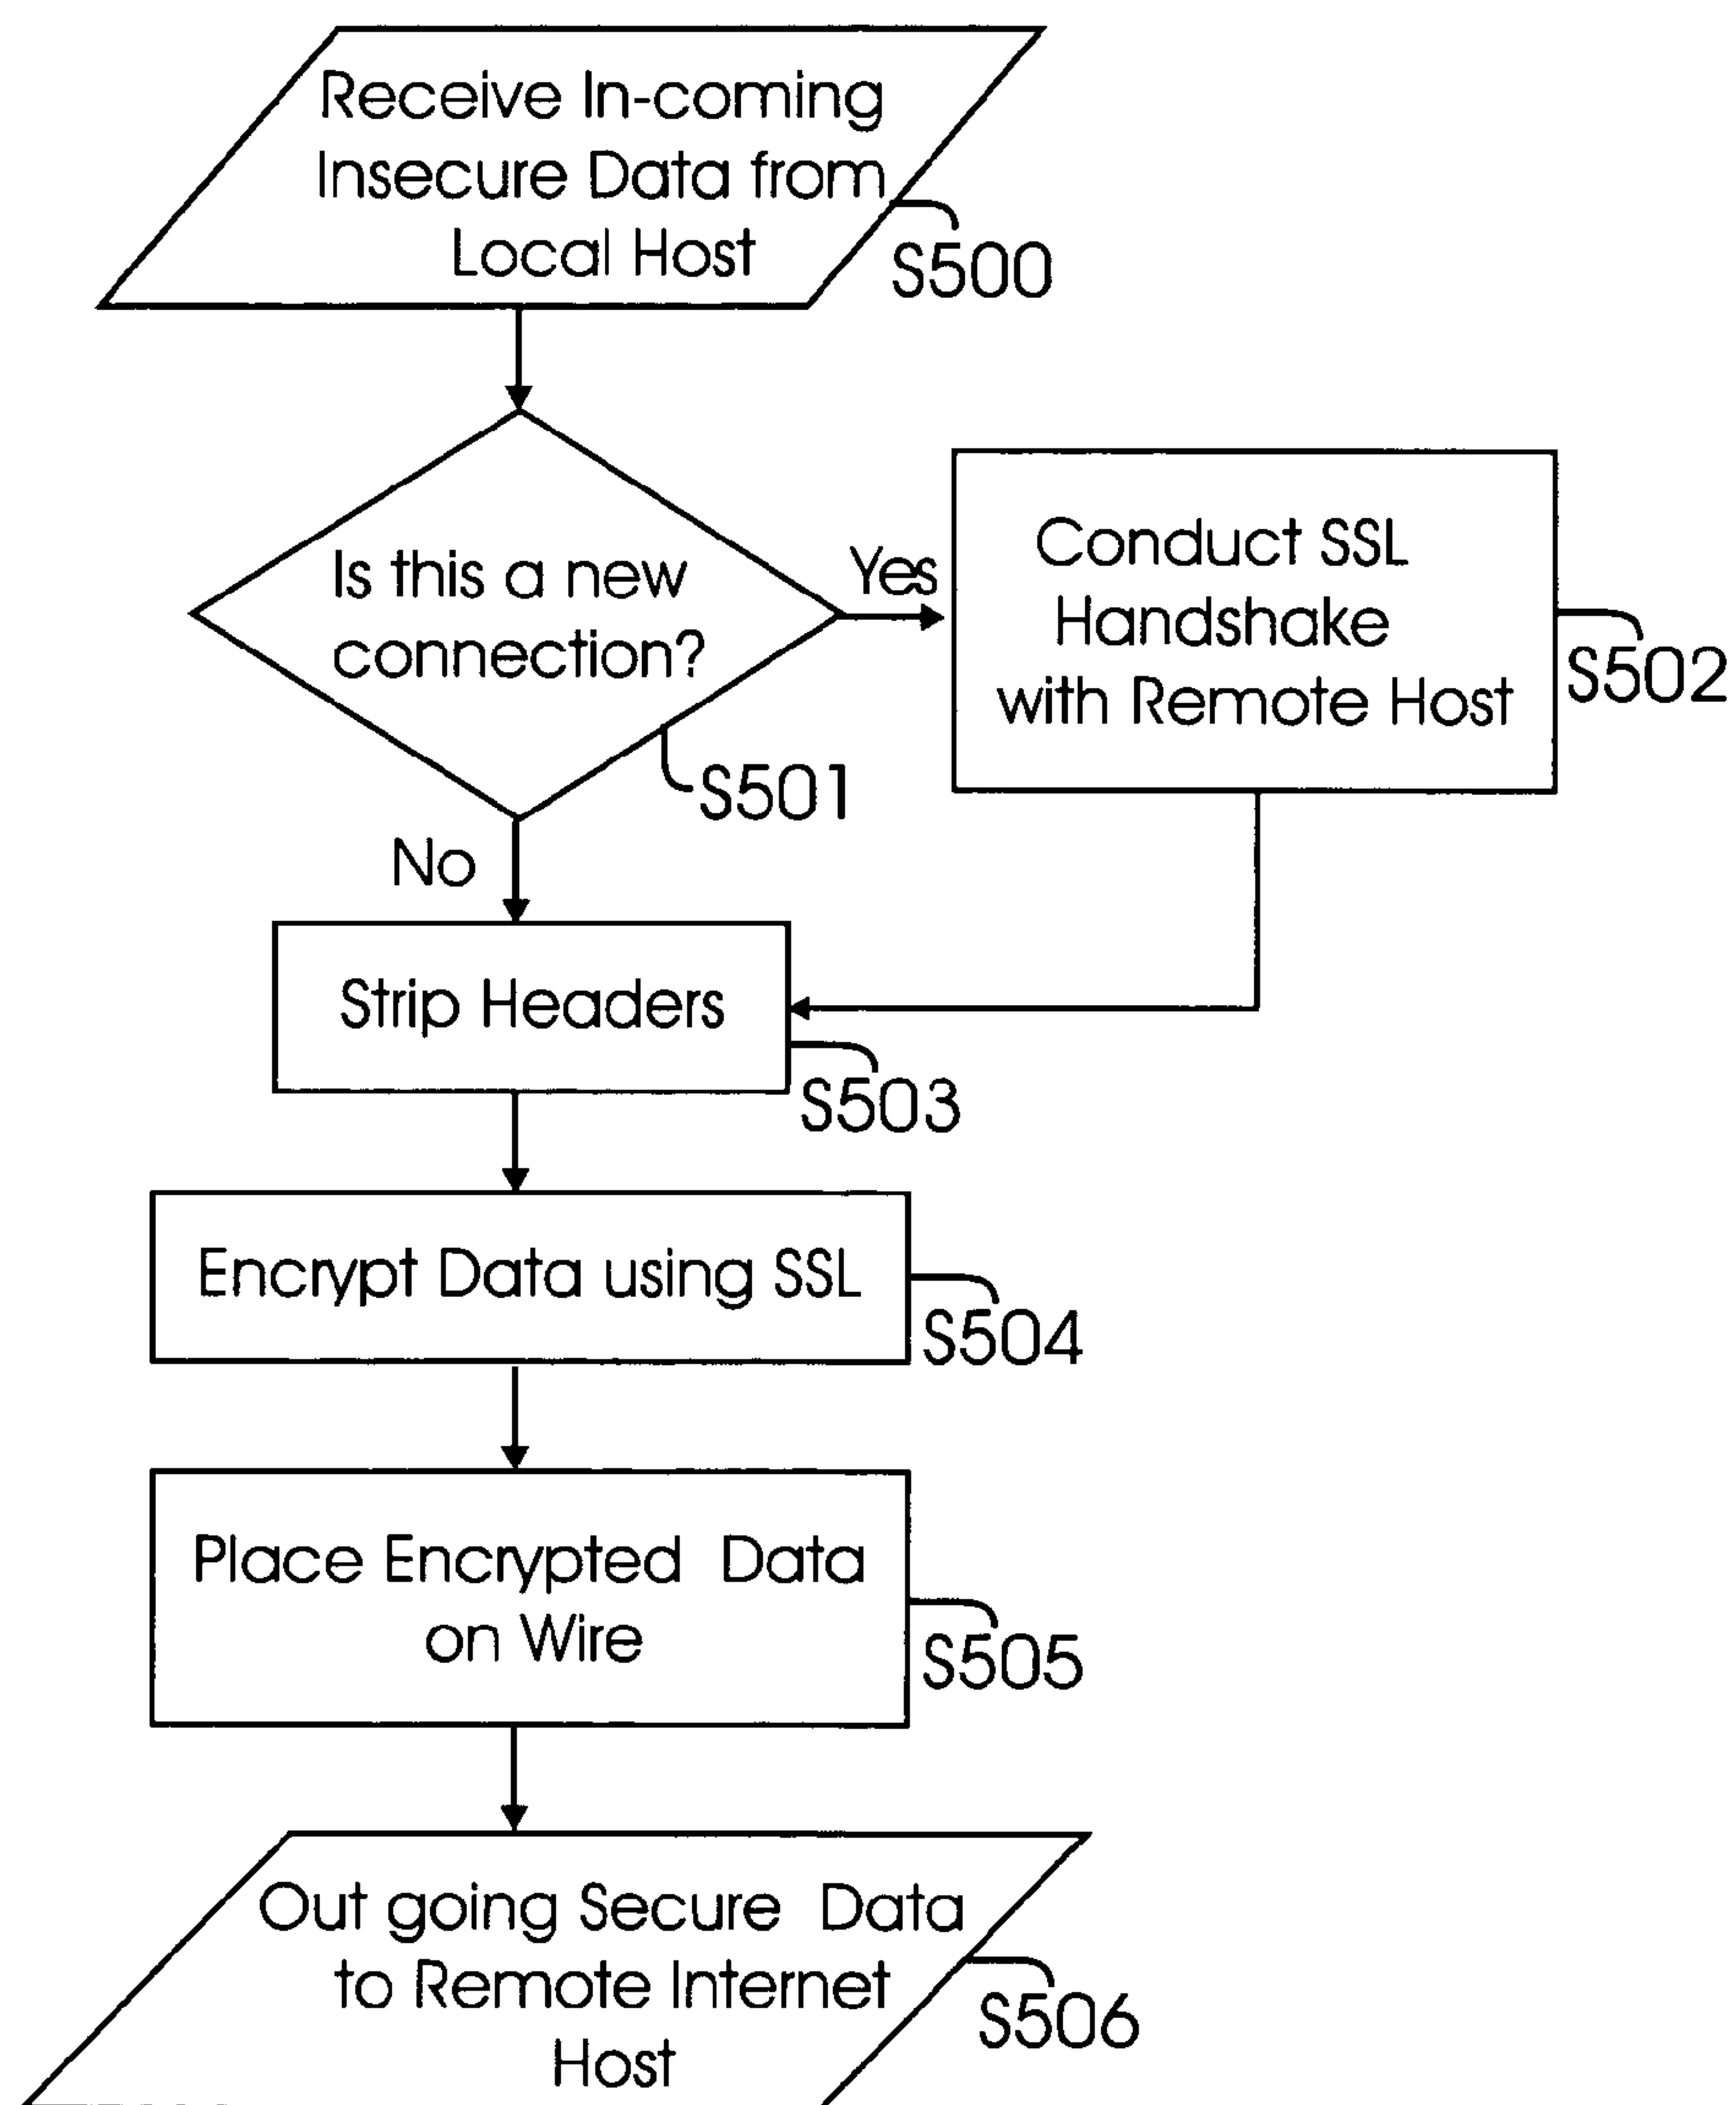 Receive In-coming
Insecure Data from
Local Host
S500
Is this a new
connection?
Yes
S501
Conduct SSL
Handshake
with Remote Host
S502
No
Strip Headers
S503
Encrypt Data using SSL
S504
Place Encrypted Data
on Wire
S505
Out going Secure Data
to Remote Internet
Host
S506